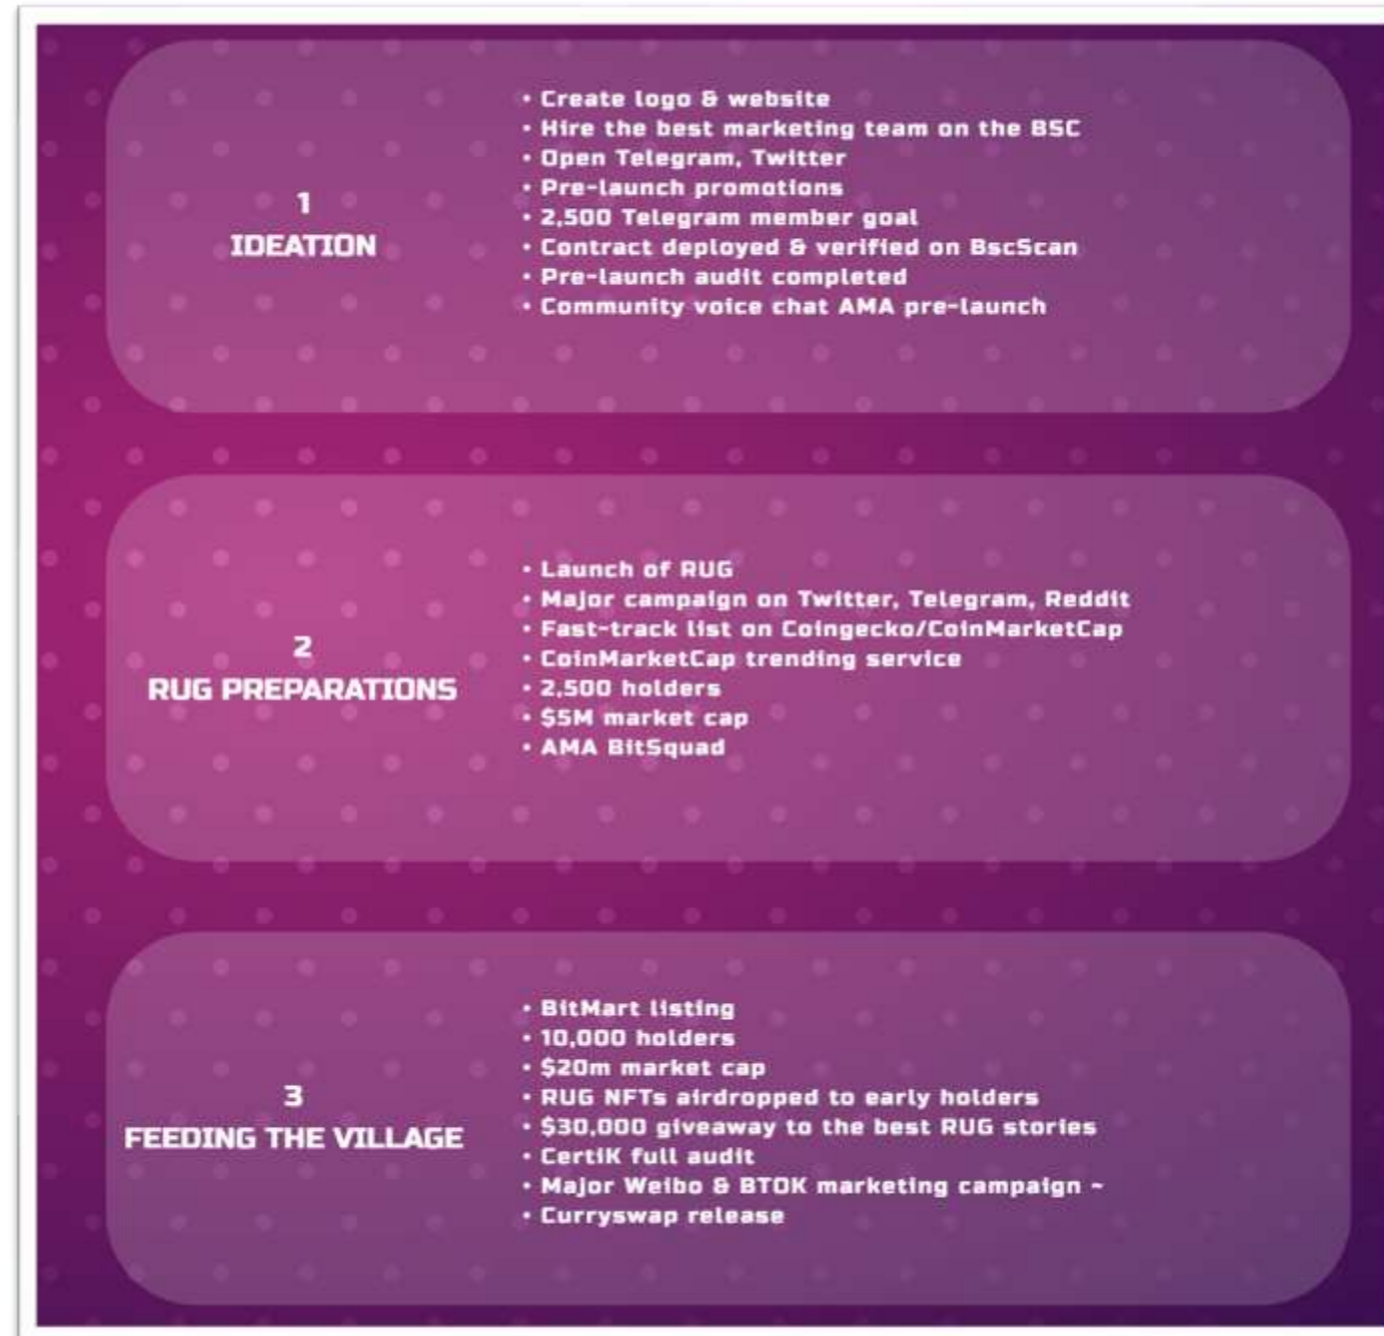 1
IDEATION
• Create logo & website
• Hire the best marketing team on the BSC
• Open Telegram, Twitter
• Pre-launch promotions
• 2,500 Telegram member goal
• Contract deployed & verified on BscScan
• Pre-launch audit completed
• Community voice chat AMA pre-launch
2
RUG PREPARATIONS
• Launch of RUG
• Major campaign on Twitter, Telegram, Reddit
• Fast-track list on Coingecko/CoinMarketCap
• CoinMarketCap trending service
• 2,500 holders
• $5M market cap
• AMA BitSquad
3
FEEDING THE VILLAGE
• BitMart listing
• 10,000 holders
• $20m market cap
• RUG NFTs airdropped to early holders
• $30,000 giveaway to the best RUG stories
• CertiK full audit
• Major Weibo & BTOK marketing campaign ~
• Curryswap release